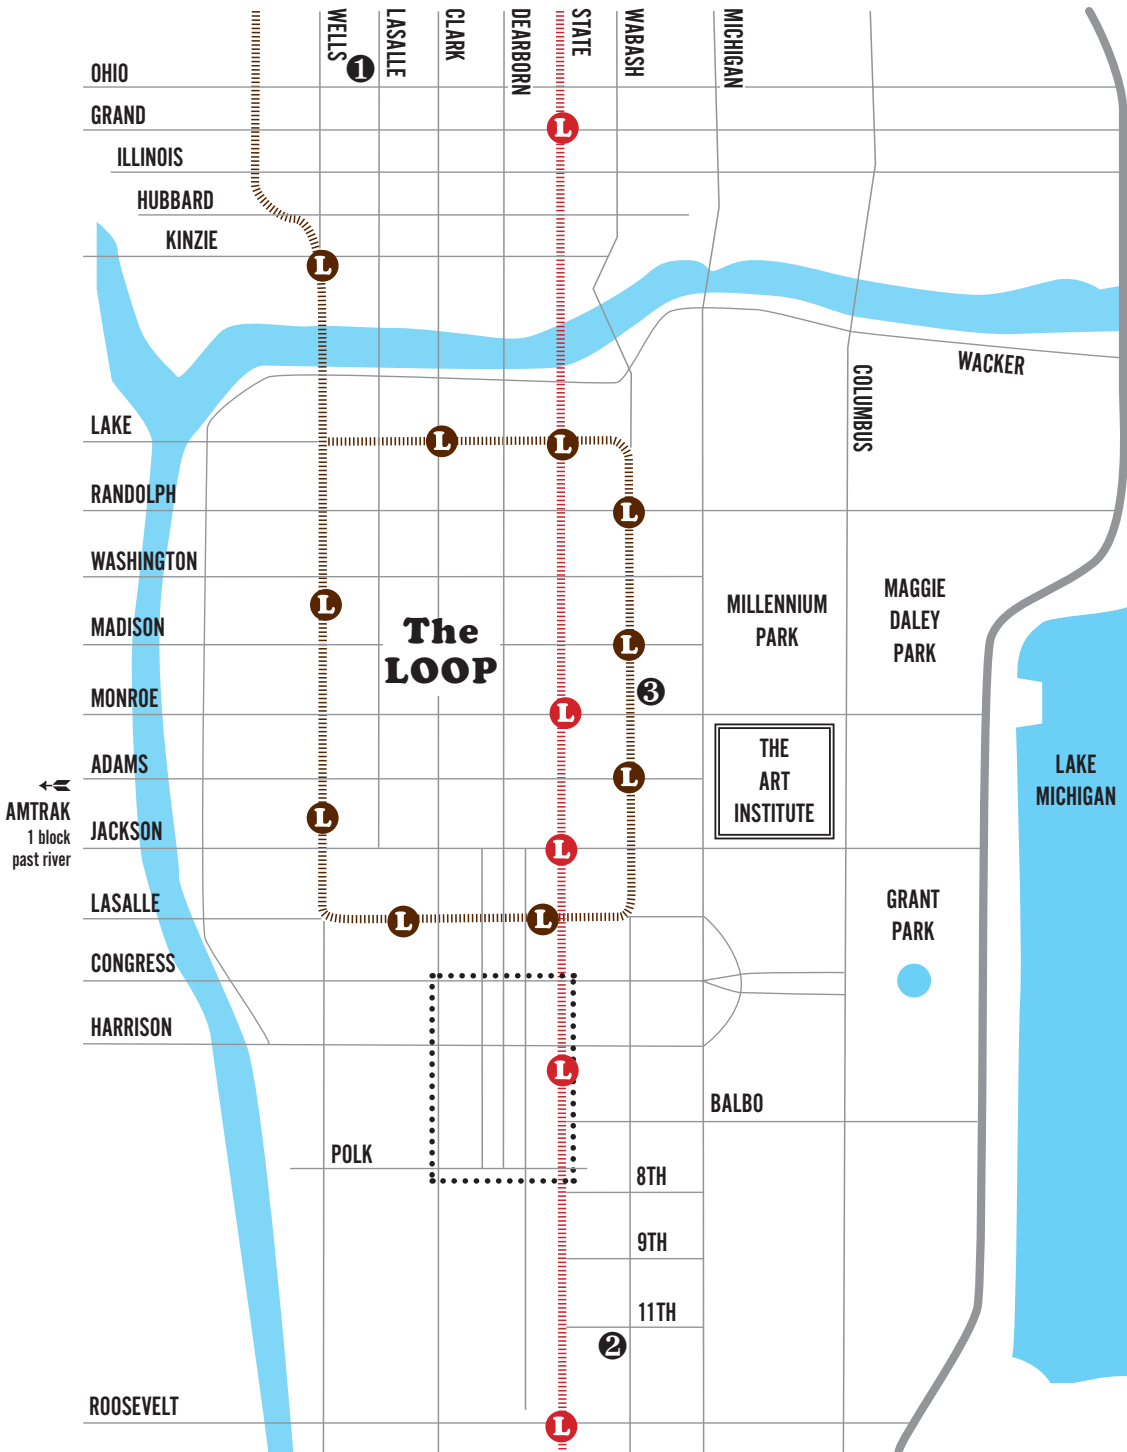 WELLS
LASALLE
CLARK
DEARBORN
STATE
WABASH
MICHIGAN
1
OHIO
GRAND
L
ILLINOIS
HUBBARD
KINZIE
L
WACKER
COLUMBUS
LAKE
L
L
RANDOLPH
L
WASHINGTON
L
MADISON
The
LOOP
L
MILLENNIUM
PARK
MAGGIE
DALEY
PARK
MONROE
3
L
ADAMS
L
THE
ART
INSTITUTE
LAKE
MICHIGAN
AMTRAK
1 block
past river
JACKSON
L
L
LASALLE
L
L
GRANT
PARK
CONGRESS
HARRISON
L
BALBO
POLK
8TH
9TH
11TH
2
ROOSEVELT
L